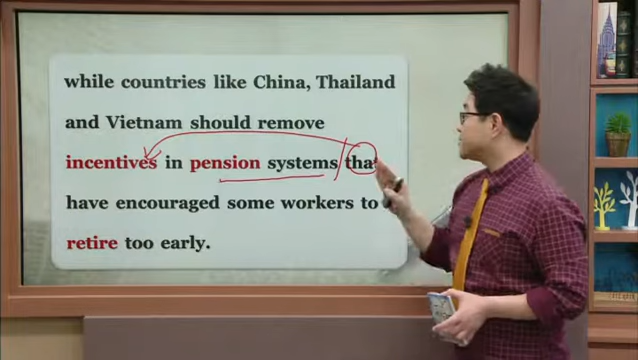 while countries like China, Thailand
and Vietnam should remove
incentives in pension systems that
have encouraged some workers to
retire too early.